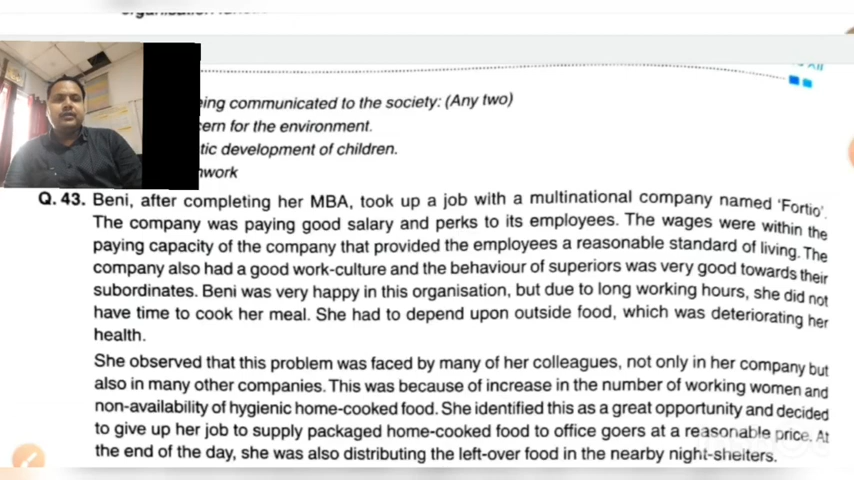 being communicated to the society: (Any two)
for the environment.
development of children.
Q. 43. Beni, after completing her MBA, took up a job with a multinational company named 'Fortio'.
The company was paying good salary and perks to its employees. The wages were within the
paying capacity of the company that provided the employees a reasonable standard of living. The
company also had a good work-culture and the behaviour of superiors was very good towards their
subordinates. Beni was very happy in this organisation, but due to long working hours, she did not
have time to cook her meal. She had to depend upon outside food, which was deteriorating her
health.
She observed that this problem was faced by many of her colleagues, not only in her company but
also in many other companies. This was because of increase in the number of working women and
non-availability of hygienic home-cooked food. She identified this as a great opportunity and decided
to give up her job to supply packaged home-cooked food to office goers at a reasonable price. At
the end of the day, she was also distributing the left-over food in the nearby night-shelters.